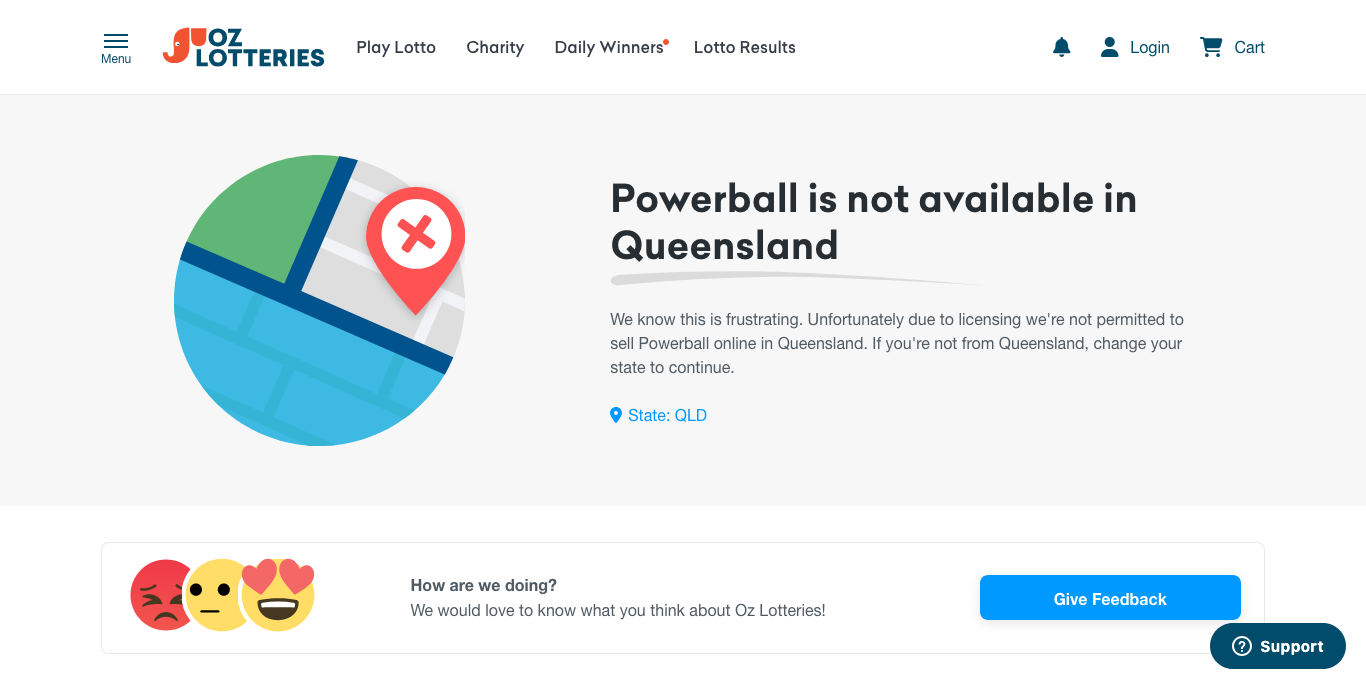 Menu
OZ
LOTTERIES
Play Lotto
Charity
Daily Winners
Lotto Results
Login
Cart
Powerball is not available in
Queensland
We know this is frustrating. Unfortunately due to licensing we're not permitted to
sell Powerball online in Queensland. If you're not from Queensland, change your
state to continue.
State: QLD
How are we doing?
We would love to know what you think about Oz Lotteries!
Give Feedback
Support